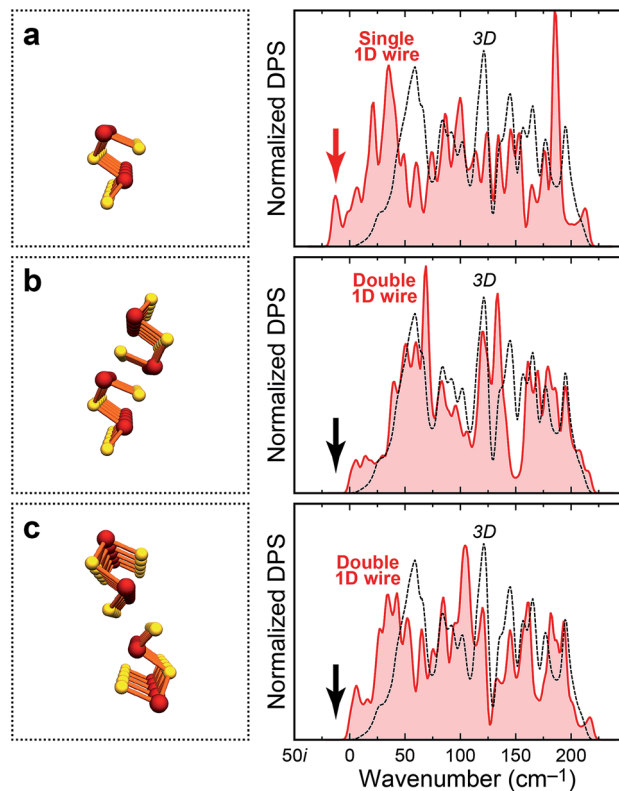 a
Normalized DPS
Single
1D wire
3D
b
Normalized DPS
Double
1D wire
3D
c
Normalized DPS
Double
1D wire
3D
50i 0 50 100 150 200
Wavenumber (cm–1)